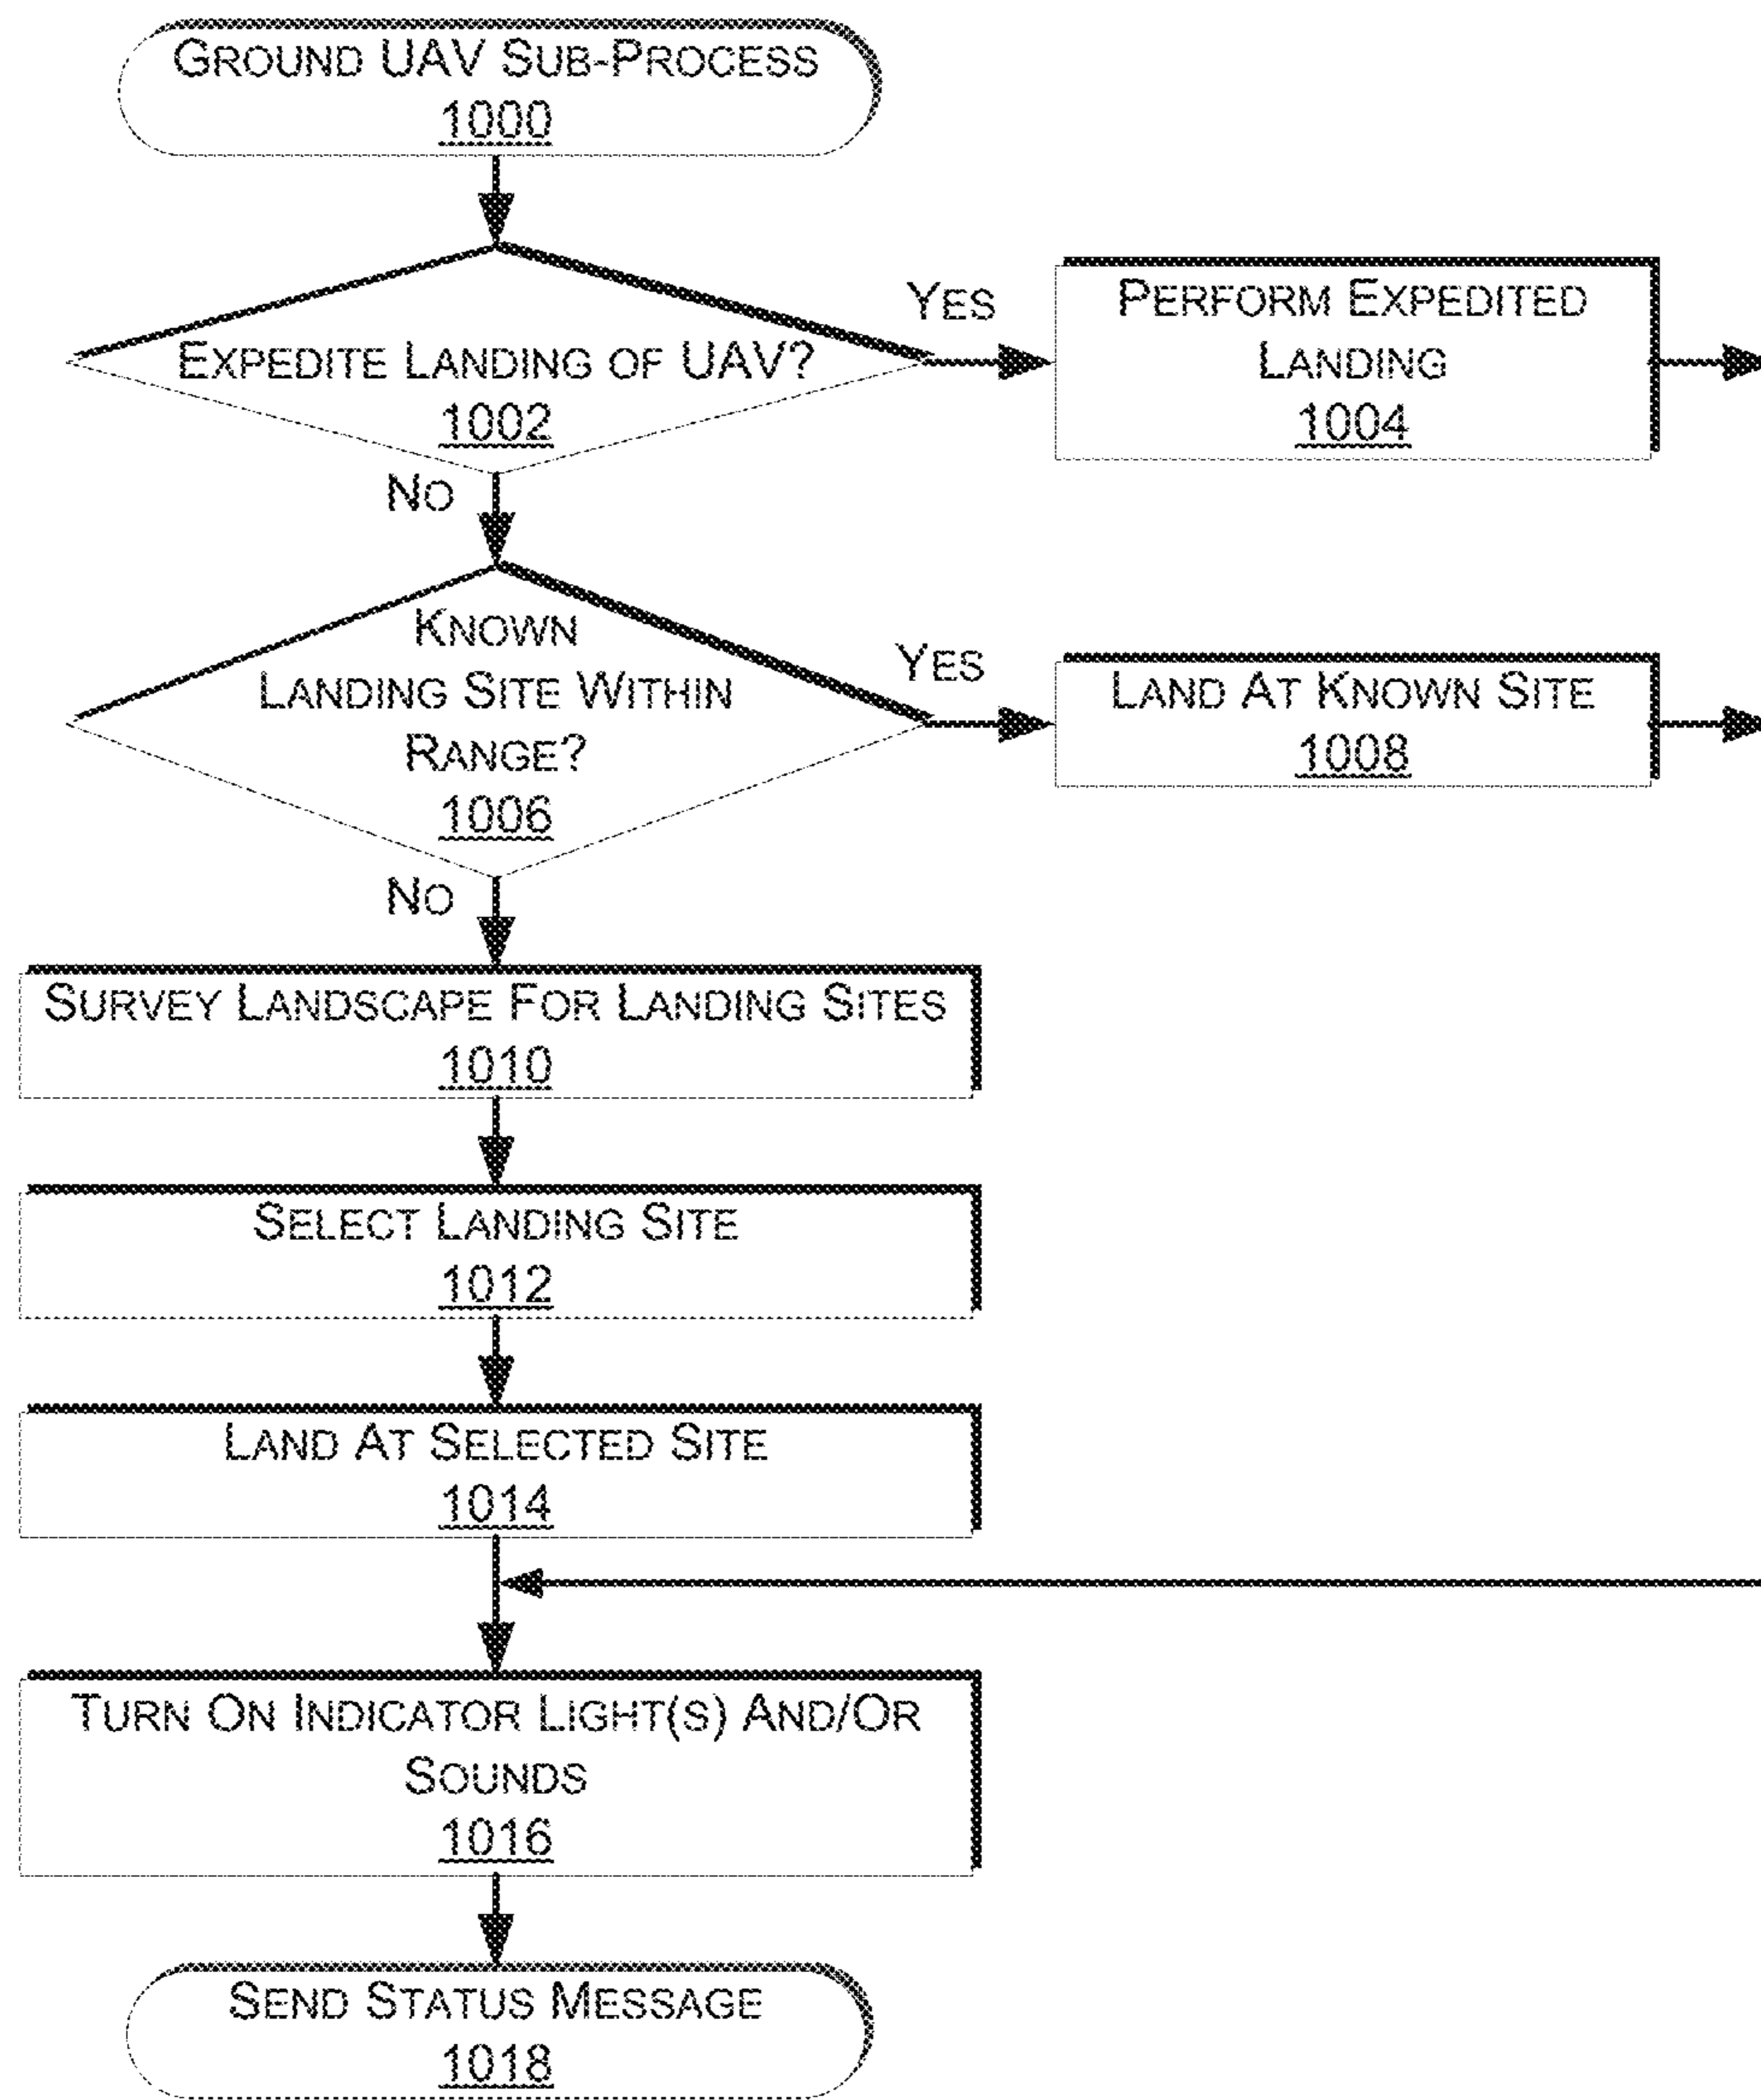 GROUND UAV SUB-PROCESS
1000
EXPEDITE LANDING OF UAV?
1002
YES
PERFORM EXPEDITED
LANDING
1004
NO
KNOWN
LANDING SITE WITHIN
RANGE?
1006
YES
LAND AT KNOWN SITE
1008
NO
SURVEY LANDSCAPE FOR LANDING SITES
1010
SELECT LANDING SITE
1012
LAND AT SELECTED SITE
1014
TURN ON INDICATOR LIGHT(S) AND/OR
SOUNDS
1016
SEND STATUS MESSAGE
1018